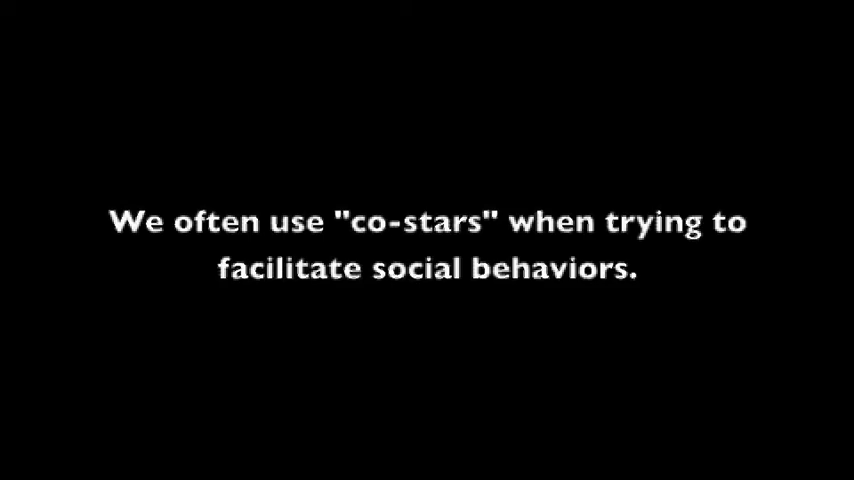 We often use "co-stars" when trying to
facilitate social behaviors.